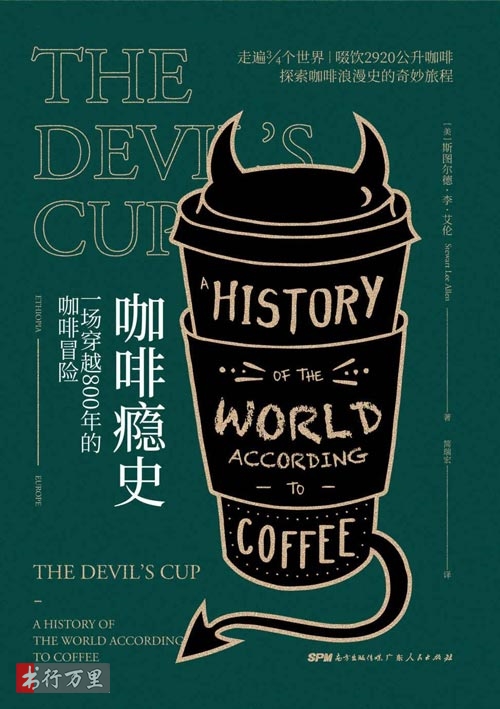 THE
DEVIL'S
CUP
走遍¾个世界｜啜饮2920公升咖啡
探索咖啡浪漫史的奇妙旅程
[美]斯图尔德·李·艾伦 Stewart Lee Allen 著
简瑞宏 译
咖啡瘾史
一场穿越800年的
咖啡冒险
ETHIOPIA
EUROPE
A HISTORY
OF THE
WORLD
ACCORDING
TO
COFFEE
THE DEVIL'S CUP
A HISTORY OF
THE WORLD ACCORDING
TO COFFEE
SPM 南方出版传媒 广东人民出版社
书行万里